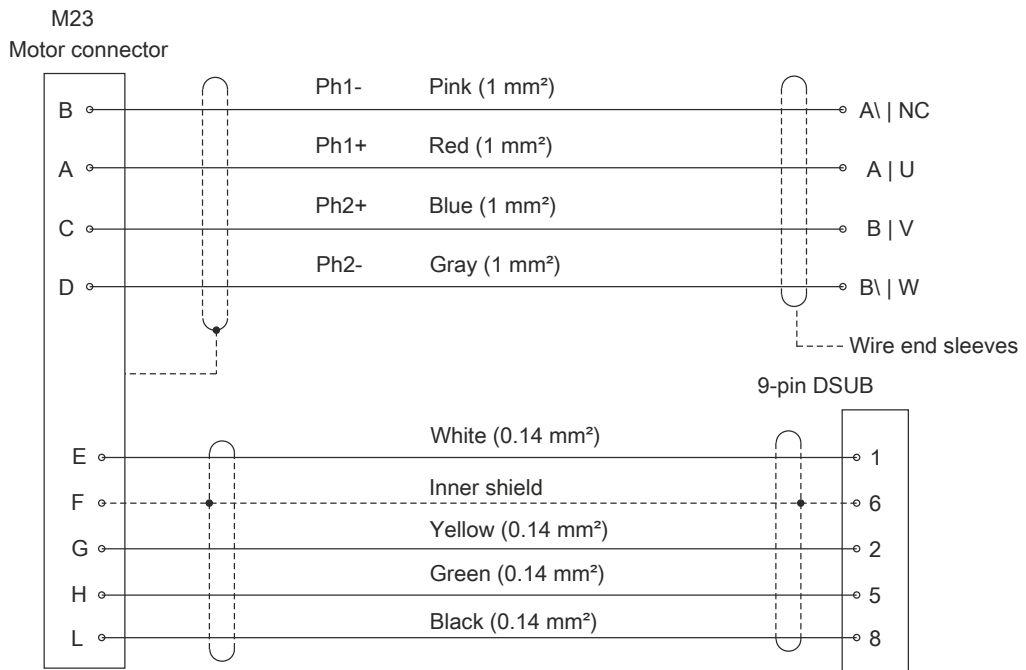 M23
Motor connector
B Ph1- Pink (1 mm²) A\ | NC
A Ph1+ Red (1 mm²) A | U
C Ph2+ Blue (1 mm²) B | V
D Ph2- Gray (1 mm²) B\ | W
Wire end sleeves
9-pin DSUB
E White (0.14 mm²) 1
F Inner shield 6
G Yellow (0.14 mm²) 2
H Green (0.14 mm²) 5
L Black (0.14 mm²) 8